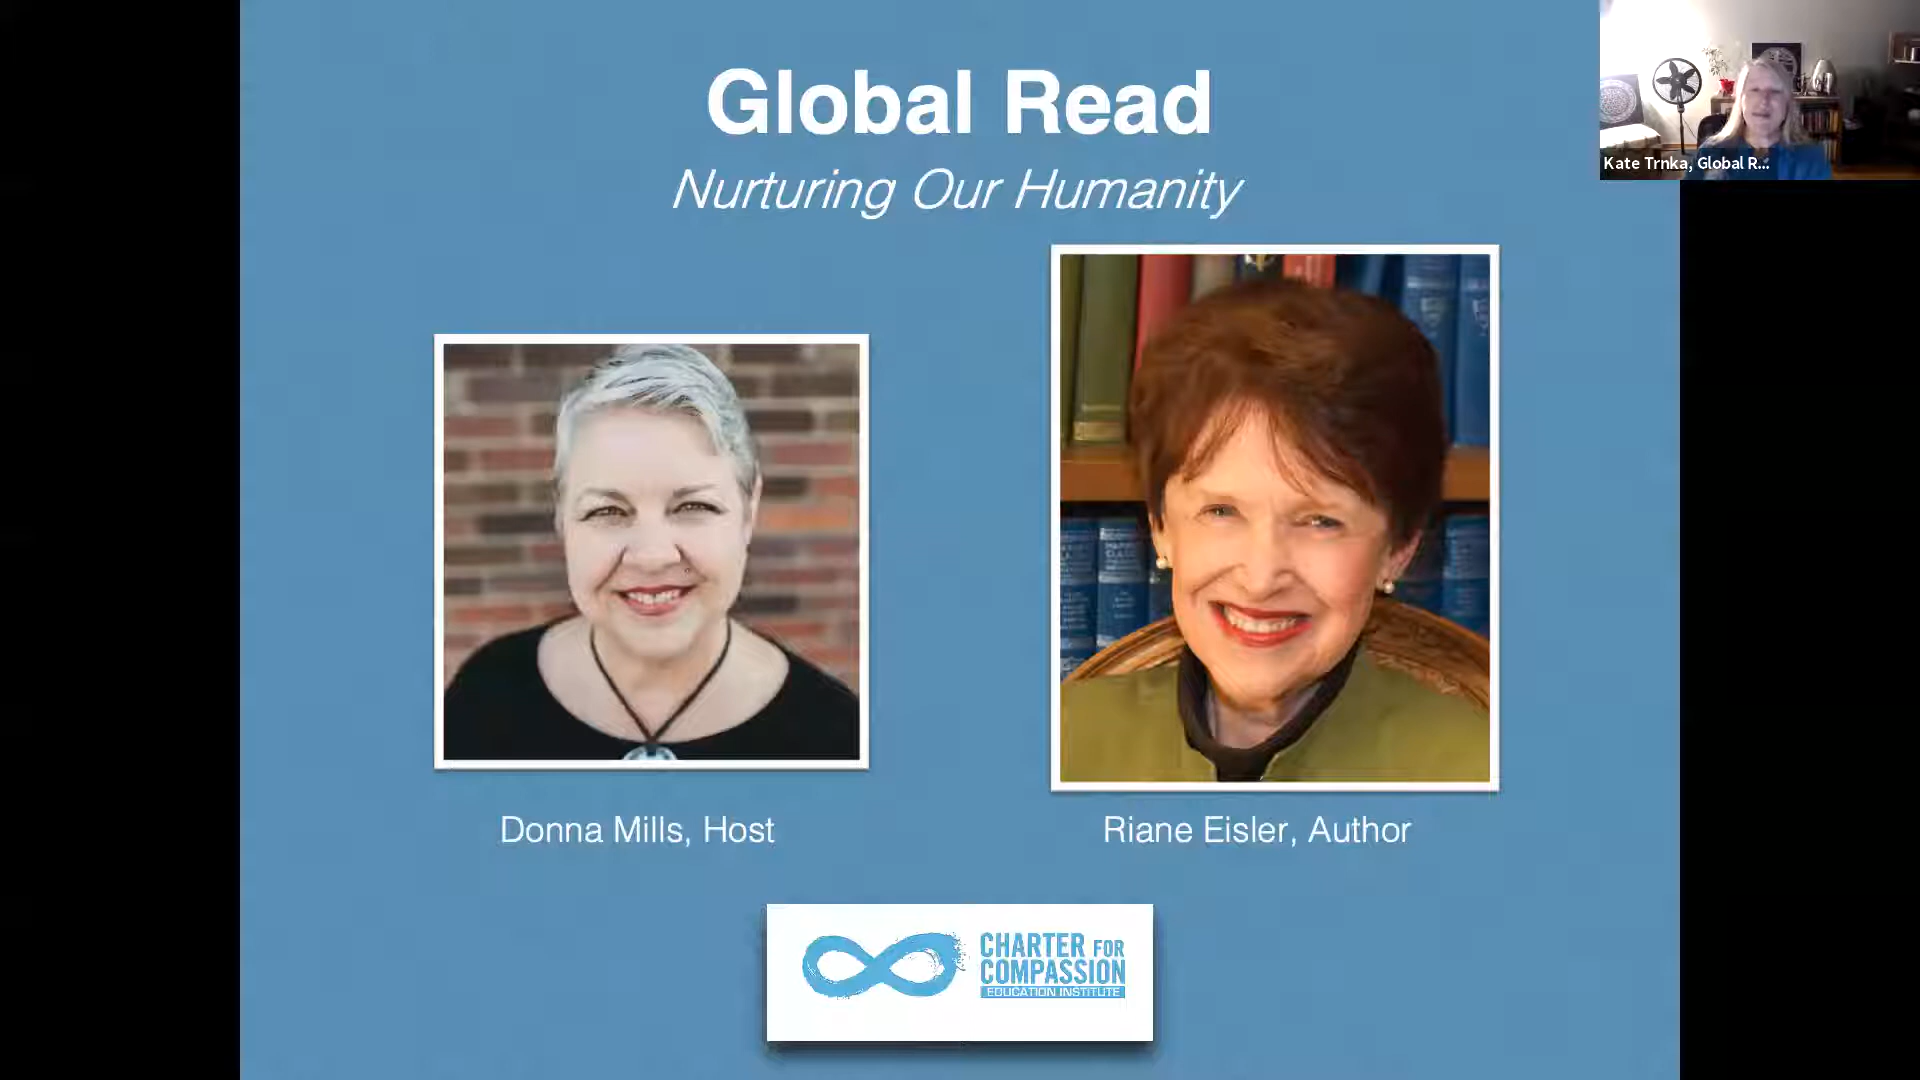 Global Read
Nurturing Our Humanity
Kate Trnka, Global R...
Donna Mills, Host
Riane Eisler, Author
CHARTER FOR
COMPASSION
EDUCATION INSTITUTE